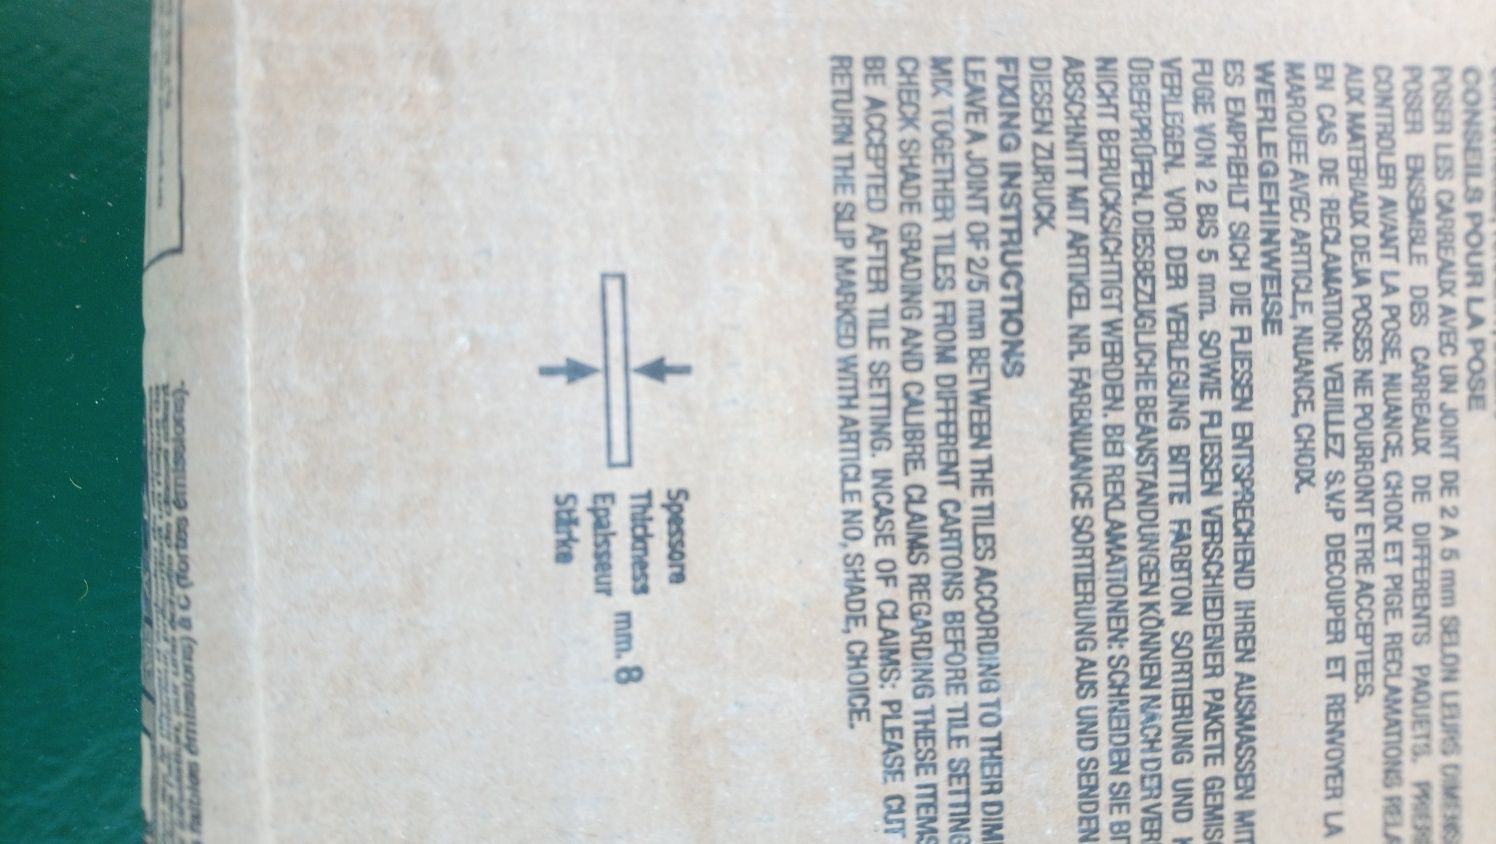 CONSEILS POUR LA POSE
POSER LES CARREAUX AVEC UN JOINT DE 2 A 5 mm SELON LEURS
POSER ENSEMBLE DES CARREAUX DE DIFFERENTS PAQUETS.
CONTROLER AVANT LA POSE, NUANCE, CHOIX ET PIGE. RECLAMATIONS RELA
AUX MATERIAUX DEJA POSES NE POURRONT ETRE ACCEPTEES.
EN CAS DE RECLAMATION: VEUILLEZ S.V.P DECOUPER ET RENVOYER LA
MARQUEE AVEC ARTICLE, NUANCE, CHOIX.
WERLEGEHINWEISE
ES EMPFIEHLT SICH DIE FLIESEN ENTSPRECHEND IHREN AUSMASSEN MIT
FUGE VON 2 BIS 5 mm. SOWIE FLIESEN VERSCHIEDENER PAKETE GEMISC
VERLEGEN. VOR DER VERLEGUNG BITTE FARBTON SORTIERUNG UND
ÜBERPRÜFEN. DIESBEZUGLICHE BEANSTANDUNGEN KÖNNEN NACH DER VER
NICHT BERUCKSICHTIGT WERDEN. BEI REKLAMATIONEN: SCHNEIDEN SIE BIT
ABSCHNITT MIT ARTIKEL NR. FARBNUANCE SORTIERUNG AUS UND SENDEN
DIESEN ZURUCK.
FIXING INSTRUCTIONS
LEAVE A JOINT OF 2/5 mm BETWEEN THE TILES ACCORDING TO THEIR DIM
MIX TOGETHER TILES FROM DIFFERENT CARTONS BEFORE TILE SETTING
CHECK SHADE GRADING AND CALIBRE. CLAIMS REGARDING THESE ITEMS
BE ACCEPTED AFTER TILE SETTING. INCASE OF CLAIMS: PLEASE CUT
RETURN THE SLIP MARKED WITH ARTICLE NO, SHADE, CHOICE.
Spessore
Thickness mm. 8
Epaisseur
Stärke